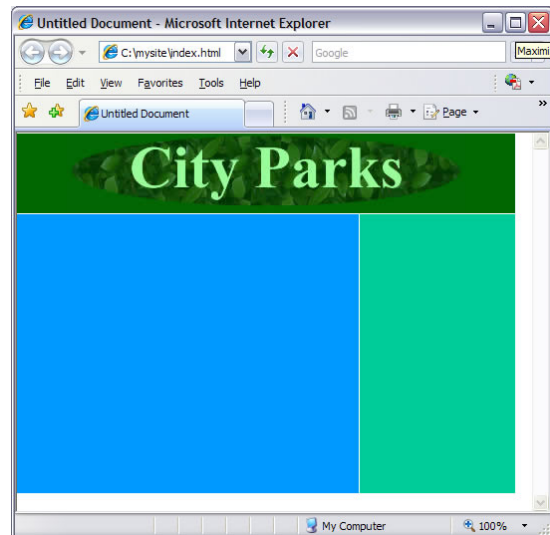 Untitled Document - Microsoft Internet Explorer
C:\mysite\index.html Google Maximi
File Edit View Favorites Tools Help
Untitled Document Page »
City Parks
My Computer 100%